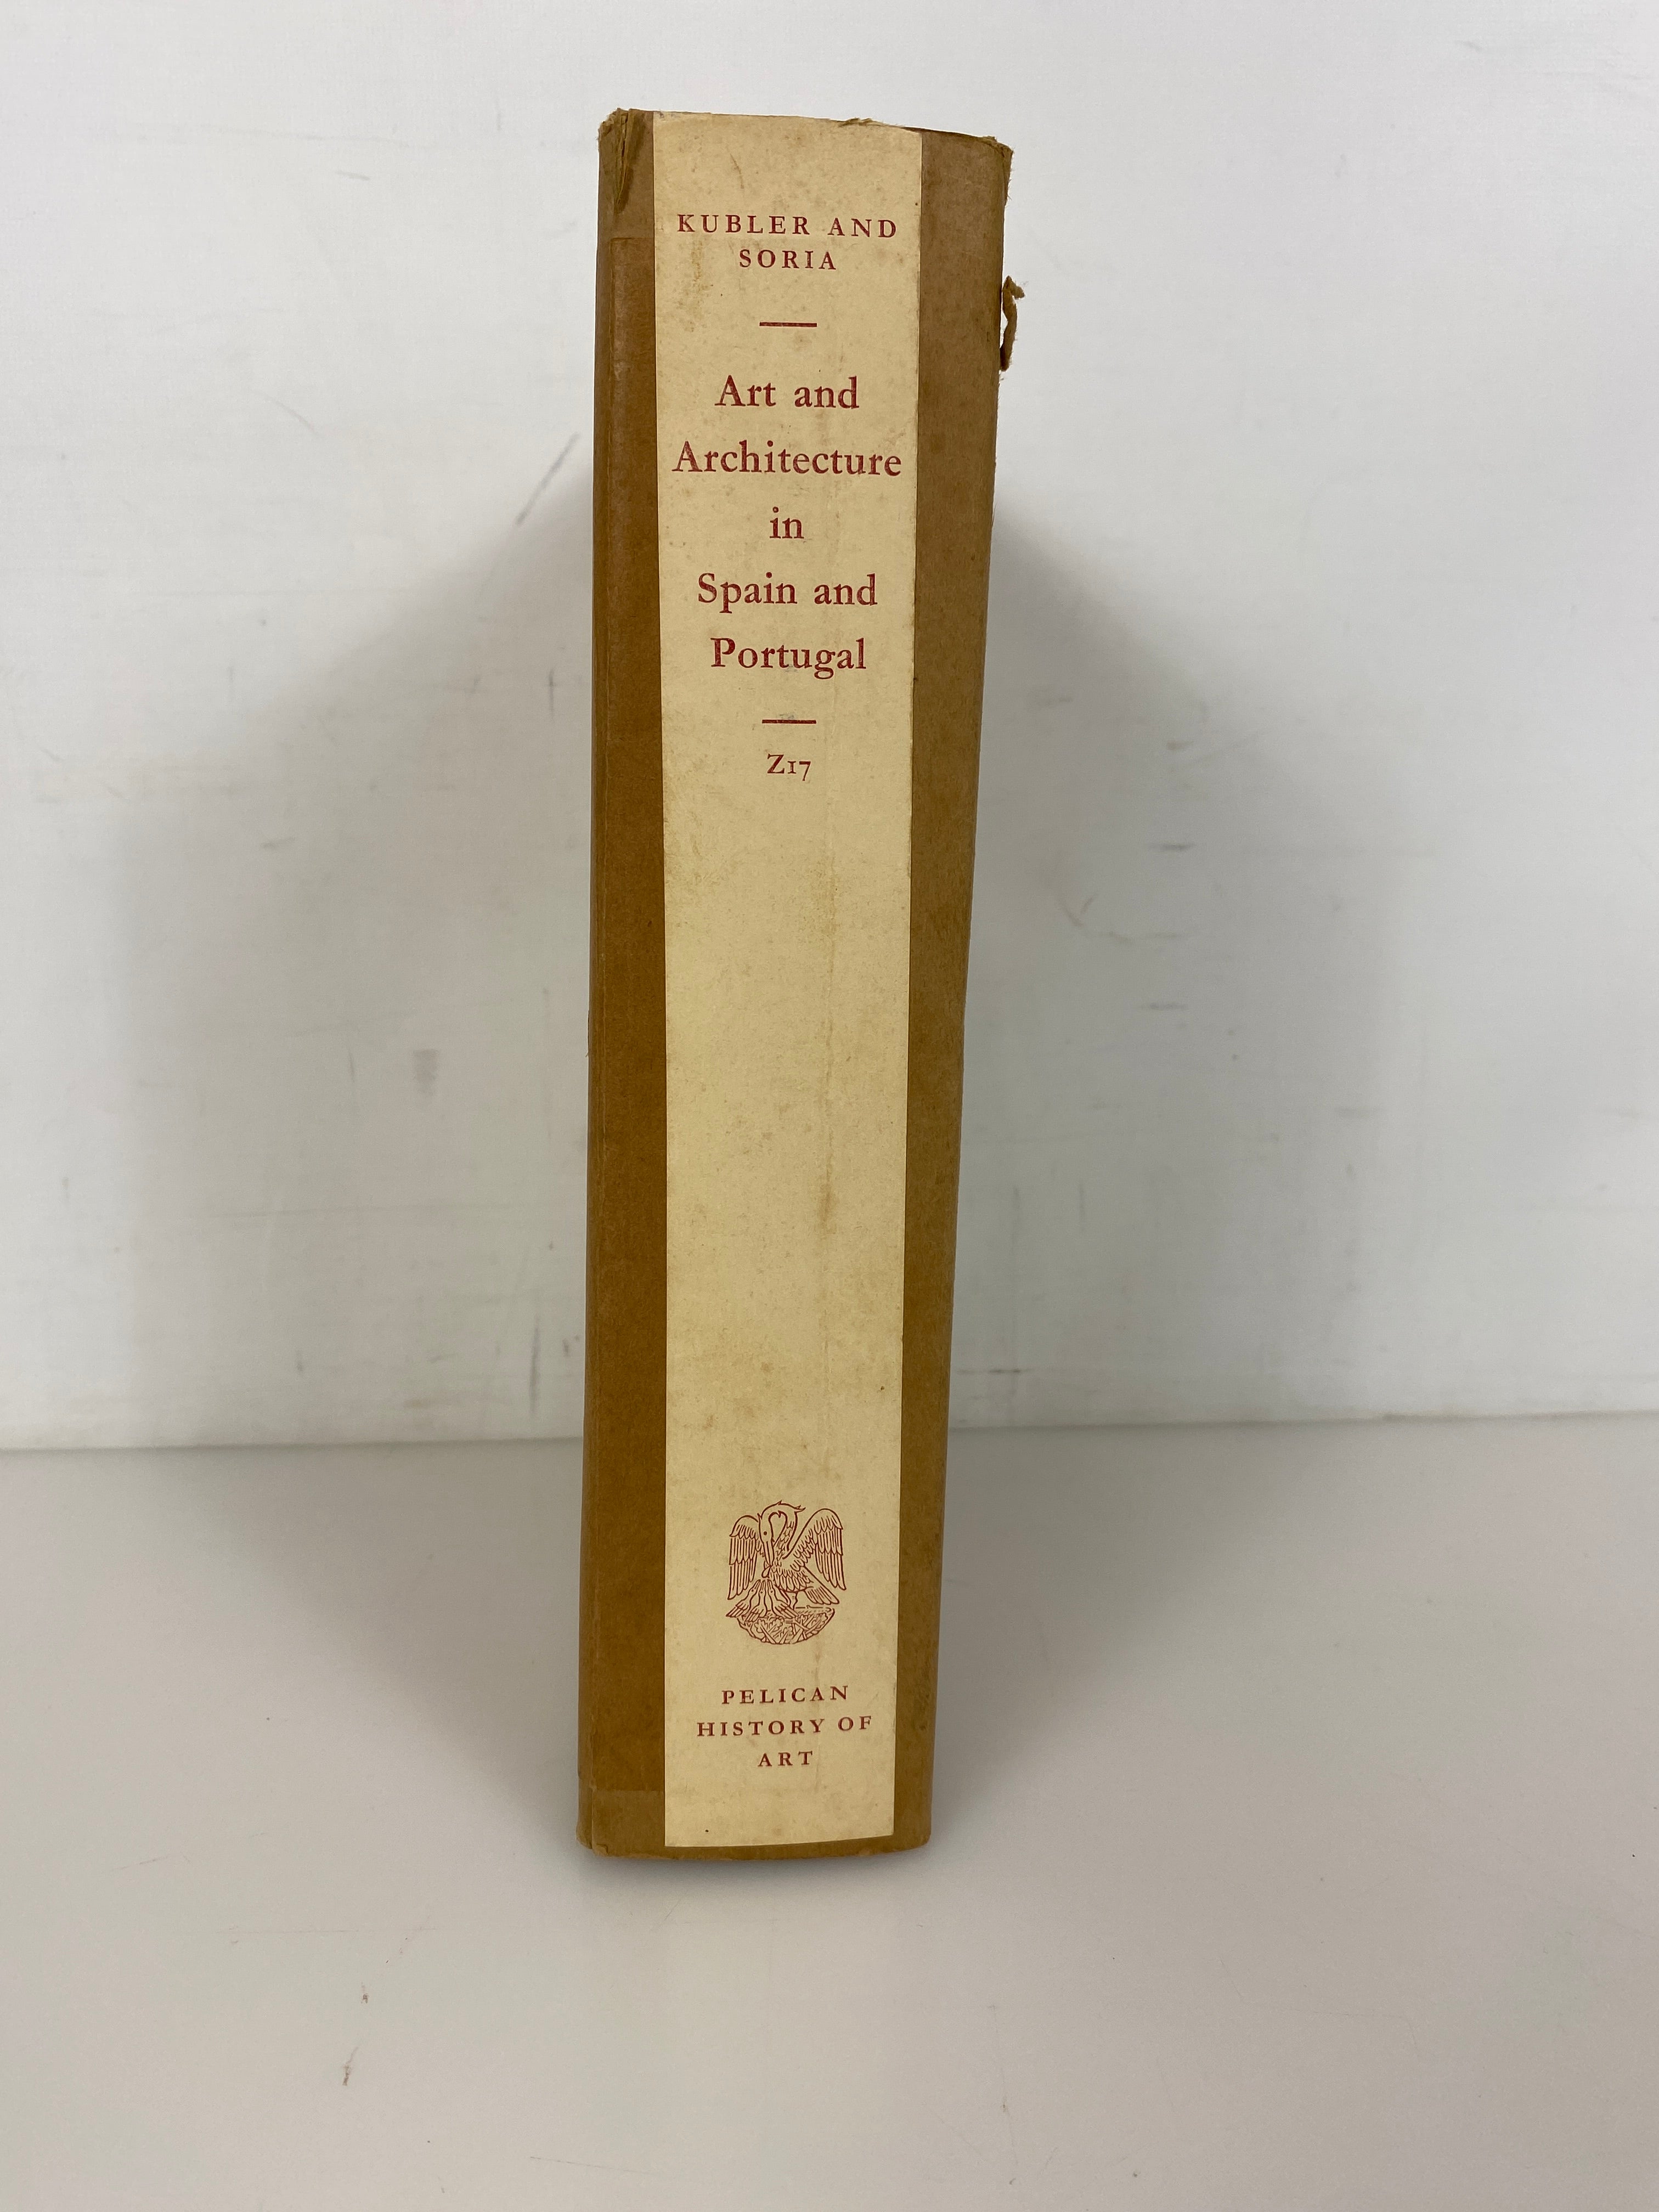 KUBLER AND
SORIA
Art and
Architecture
in
Spain and
Portugal
Z17
PELICAN
HISTORY OF
ART